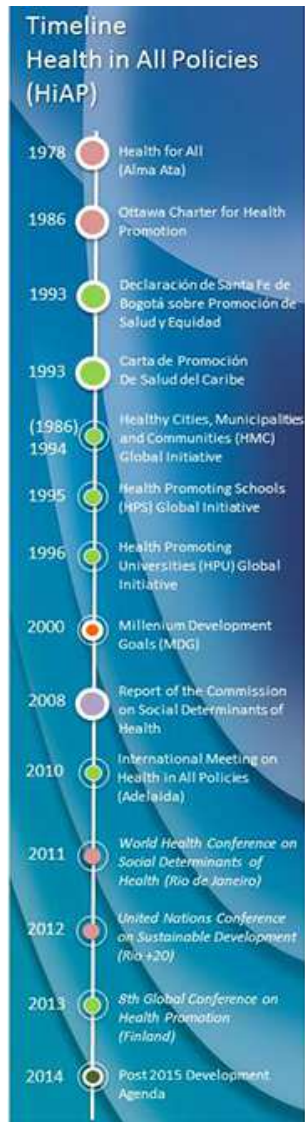 Timeline
Health in All Policies
(HiAP)
1978
Health for All
(Alma Ata)
1986
Ottawa Charter for Health
Promotion
1993
Declaración de Santa Fe de
Bogotá sobre Promoción de
Salud y Equidad
1993
Carta de Promoción
De Salud del Caribe
(1986)
1994
Healthy Cities, Municipalities
and Communities (HMC)
Global Initiative
1995
Health Promoting Schools
(HPS) Global Initiative
1996
Health Promoting
Universities (HPU) Global
Initiative
2000
Millenium Development
Goals (MDG)
2008
Report of the Commission
on Social Determinants of
Health
2010
International Meeting on
Health in All Policies
(Adelaida)
2011
World Health Conference on
Social Determinants of
Health (Rio de Janeiro)
2012
United Nations Conference
on Sustainable Development
(Rio +20)
2013
8th Global Conference on
Health Promotion
(Finland)
2014
Post 2015 Development
Agenda